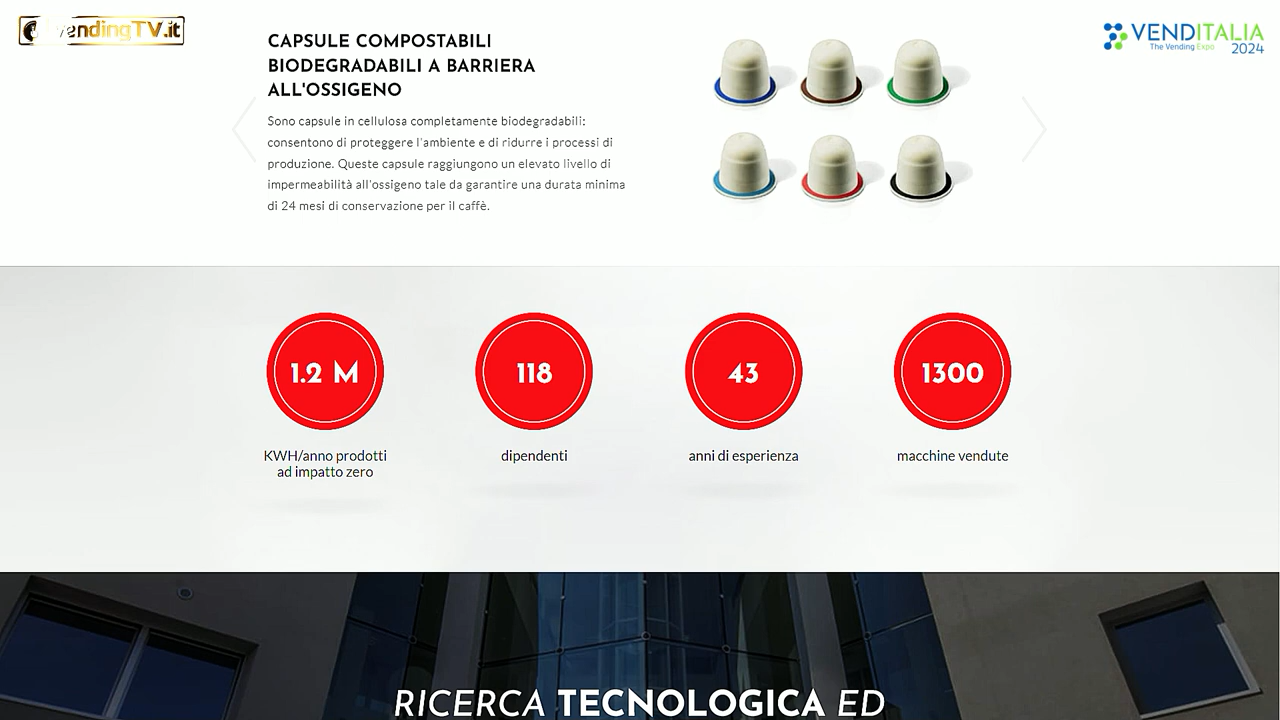 vendingTV.it
VENDITALIA
The Vending Expo
2024
CAPSULE COMPOSTABILI
BIODEGRADABILI A BARRIERA
ALL'OSSIGENO
Sono capsule in cellulosa completamente biodegradabili:
consentono di proteggere l'ambiente e di ridurre i processi di
produzione. Queste capsule raggiungono un elevato livello di
impermeabilità all'ossigeno tale da garantire una durata minima
di 24 mesi di conservazione per il caffè.
1.2 M
118
43
1300
KWH/anno prodotti
ad impatto zero
dipendenti
anni di esperienza
macchine vendute
RICERCA TECNOLOGICA ED